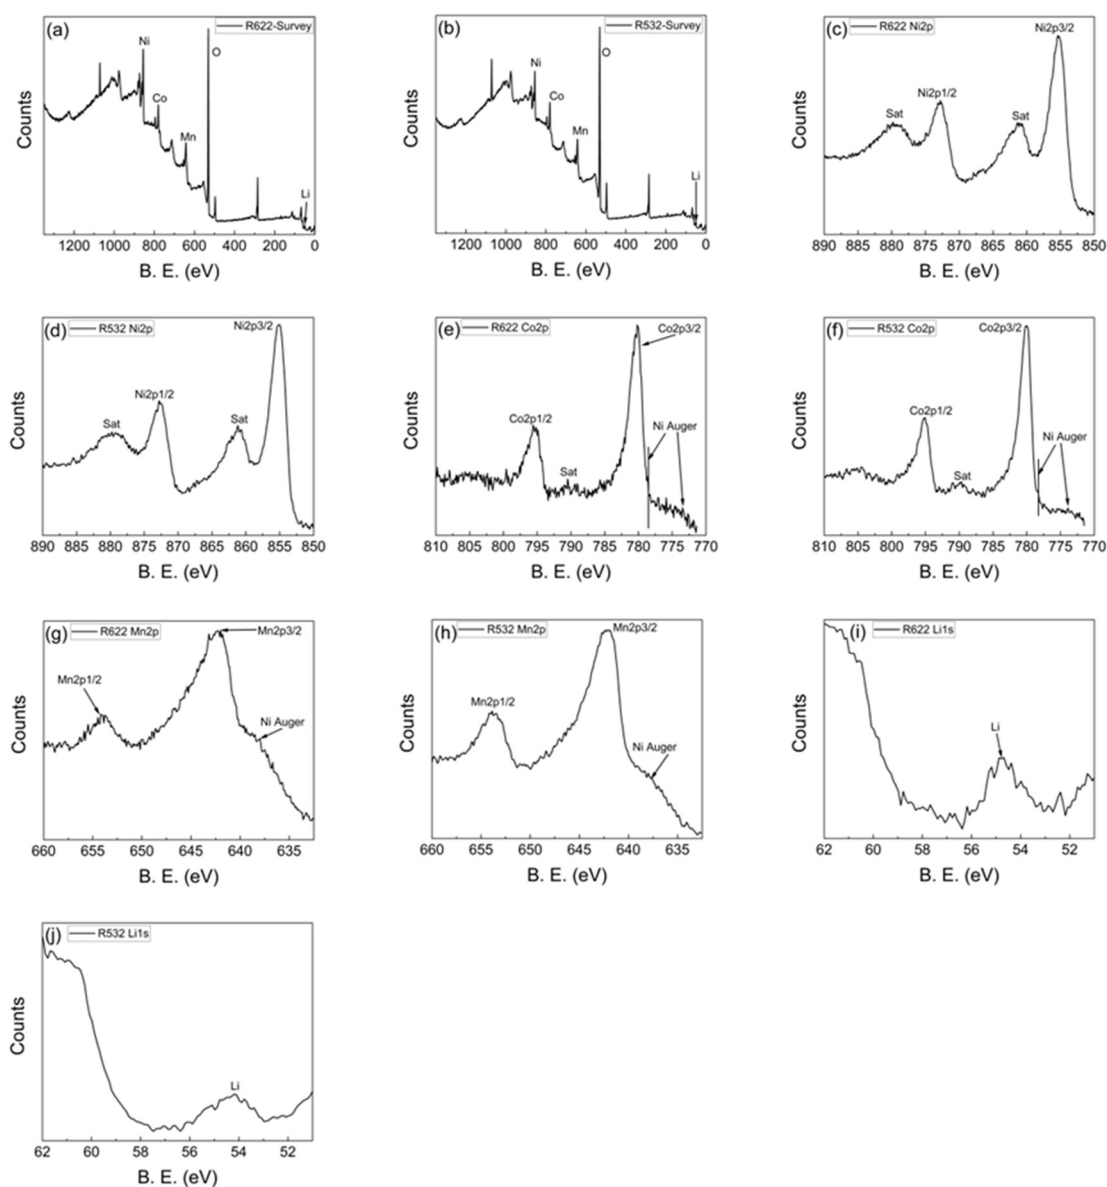 (a) R622-Survey
Ni
O
Co
Mn
Li
Counts
1200 1000 800 600 400 200 0
B. E. (eV)
(b) R532-Survey
O
Ni
Co
Mn
Li
Counts
1200 1000 800 600 400 200 0
B. E. (eV)
(c) R622 Ni2p
Ni2p3/2
Ni2p1/2
Sat
Sat
Counts
890 885 880 875 870 865 860 855 850
B. E. (eV)
(d) R532 Ni2p
Ni2p3/2
Ni2p1/2
Sat
Sat
Counts
890 885 880 875 870 865 860 855 850
B. E. (eV)
(e) R622 Co2p
Co2p3/2
Co2p1/2
Ni Auger
Sat
Counts
810 805 800 795 790 785 780 775 770
B. E. (eV)
(f) R532 Co2p
Co2p3/2
Co2p1/2
Ni Auger
Sat
Counts
810 805 800 795 790 785 780 775 770
B. E. (eV)
(g) R622 Mn2p
Mn2p3/2
Mn2p1/2
Ni Auger
Counts
660 655 650 645 640 635
B. E. (eV)
(h) R532 Mn2p
Mn2p3/2
Mn2p1/2
Ni Auger
Counts
660 655 650 645 640 635
B. E. (eV)
(i) R622 Li1s
Li
Counts
62 60 58 56 54 52
B. E. (eV)
(j) R532 Li1s
Li
Counts
62 60 58 56 54 52
B. E. (eV)